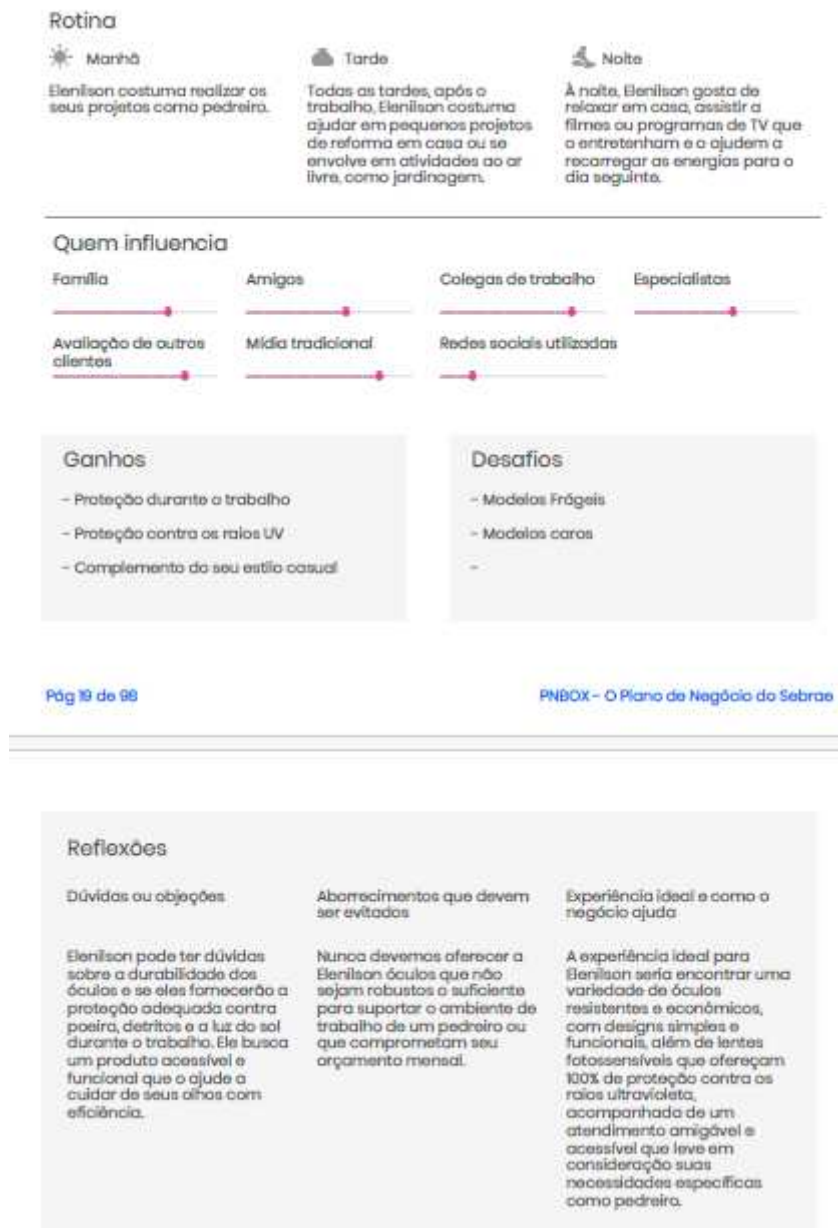 Rotina
Manhã
Elenilson costuma realizar os
seus projetos como pedreiro.
Tarde
Todas as tardes, após o
trabalho, Elenilson costuma
ajudar em pequenos projetos
de reforma em casa ou se
envolve em atividades ao ar
livre, como jardinagem.
Noite
À noite, Elenilson gosta de
relaxar em casa, assistir a
filmes ou programas de TV que
o entretenham e o ajudem a
recarregar as energias para o
dia seguinte.
Quem influencia
Família
Amigos
Colegas de trabalho
Especialistas
Avaliação de outros
clientes
Mídia tradicional
Redes sociais utilizadas
Ganhos
- Proteção durante o trabalho
- Proteção contra os raios UV
- Complemento do seu estilo casual
Desafios
- Modelos Frágeis
- Modelos caros
-
Pág 19 de 98
PNBOX - O Plano de Negócio do Sebrae
Reflexões
Dúvidas ou objeções
Elenilson pode ter dúvidas
sobre a durabilidade dos
óculos e se eles fornecerão a
proteção adequada contra
poeira, detritos e a luz do sol
durante o trabalho. Ele busca
um produto acessível e
funcional que o ajude a
cuidar de seus olhos com
eficiência.
Aborrecimentos que devem
ser evitados
Nunca devemos oferecer a
Elenilson óculos que não
sejam robustos o suficiente
para suportar o ambiente de
trabalho de um pedreiro ou
que comprometam seu
orçamento mensal.
Experiência ideal e como o
negócio ajuda
A experiência ideal para
Elenilson seria encontrar uma
variedade de óculos
resistentes e econômicos,
com designs simples e
funcionais, além de lentes
fotossensíveis que ofereçam
100% de proteção contra os
raios ultravioleta,
acompanhada de um
atendimento amigável e
acessível que leve em
consideração suas
necessidades específicas
como pedreiro.